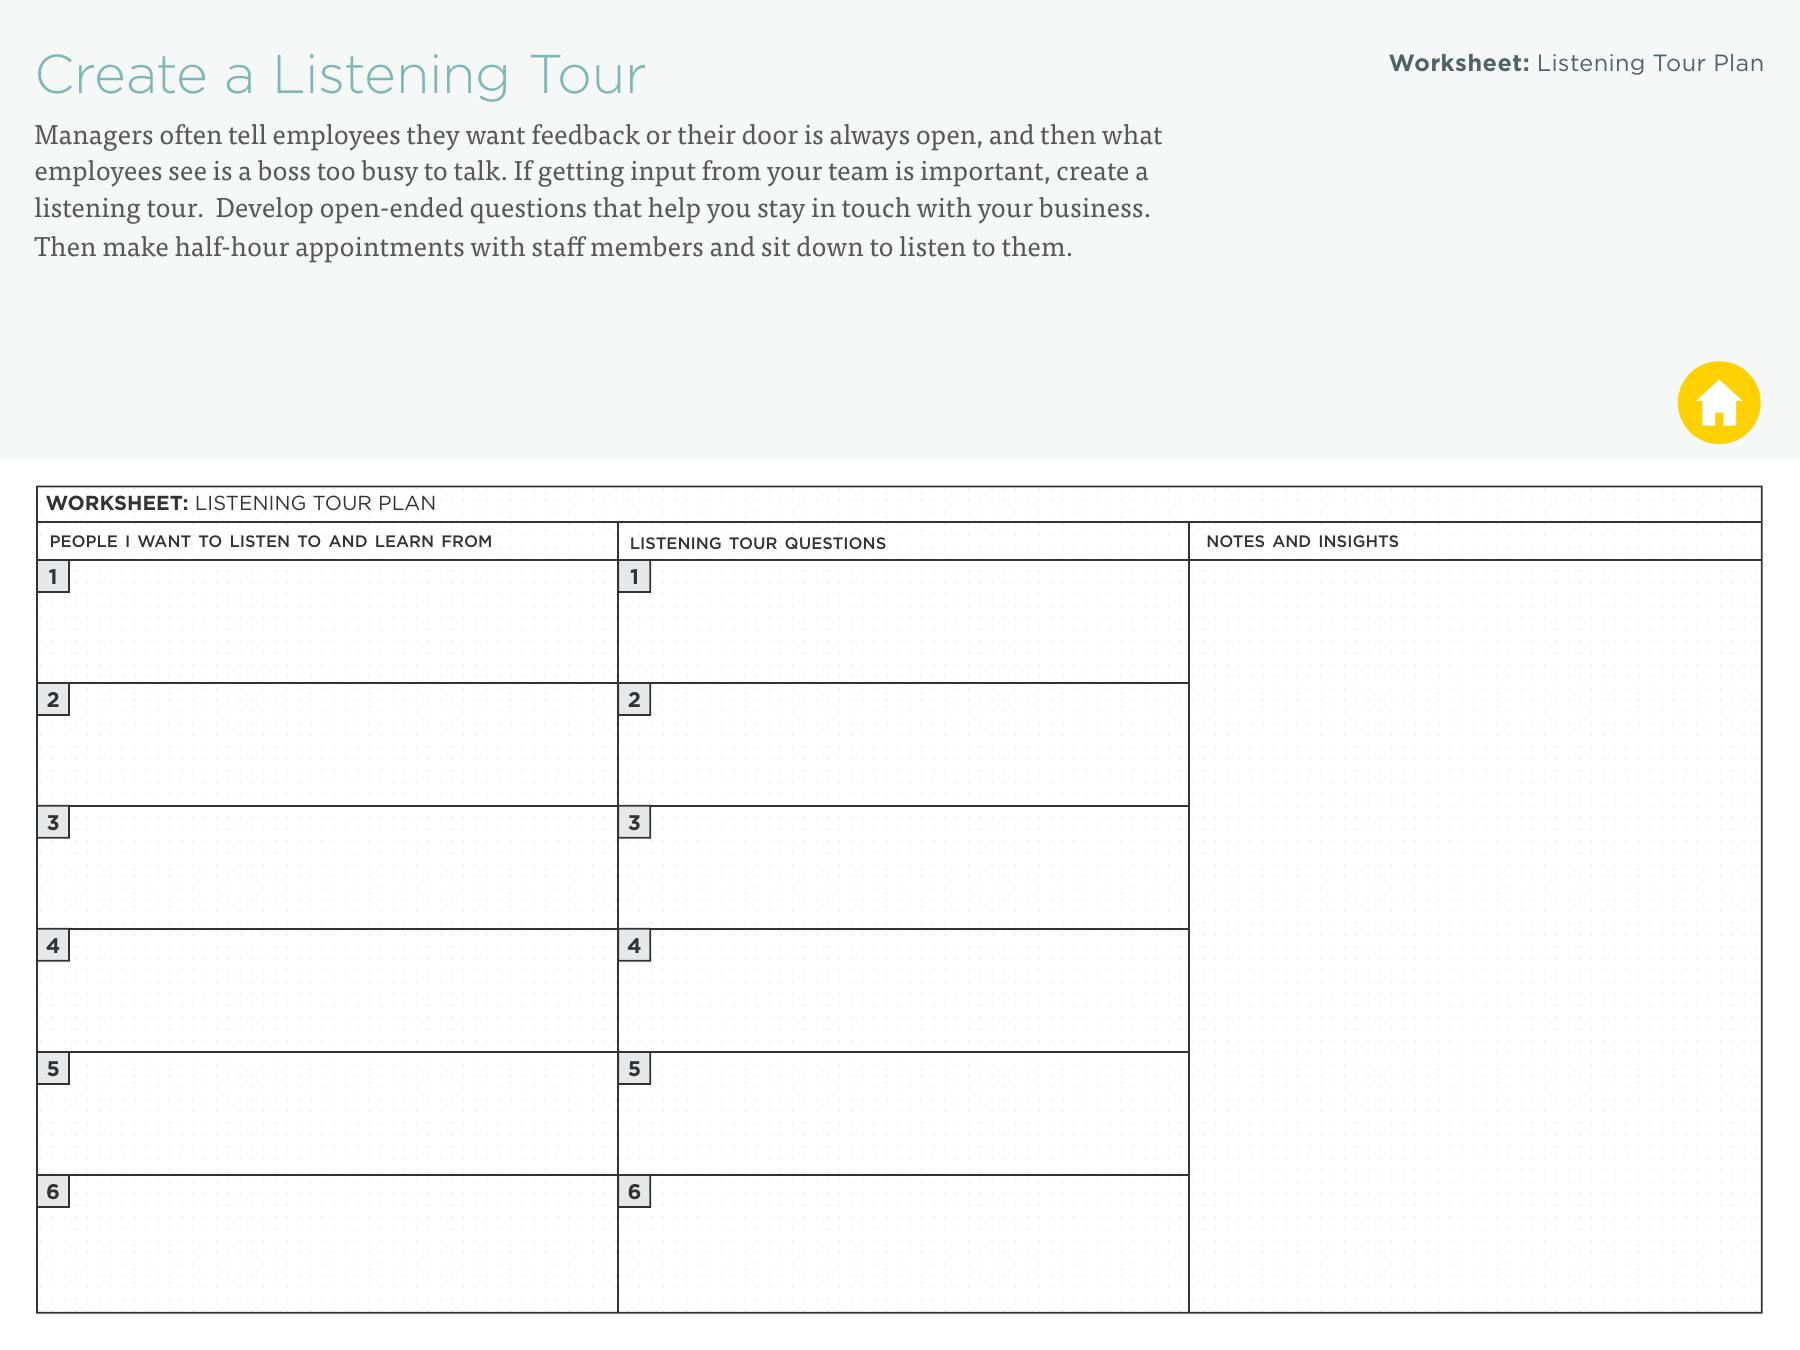 Create a Listening Tour
Worksheet: Listening Tour Plan
Managers often tell employees they want feedback or their door is always open, and then what
employees see is a boss too busy to talk. If getting input from your team is important, create a
listening tour.  Develop open-ended questions that help you stay in touch with your business.
Then make half-hour appointments with staff members and sit down to listen to them.
WORKSHEET: LISTENING TOUR PLAN
PEOPLE I WANT TO LISTEN TO AND LEARN FROM
LISTENING TOUR QUESTIONS
NOTES AND INSIGHTS
1
1
2
2
3
3
4
4
5
5
6
6